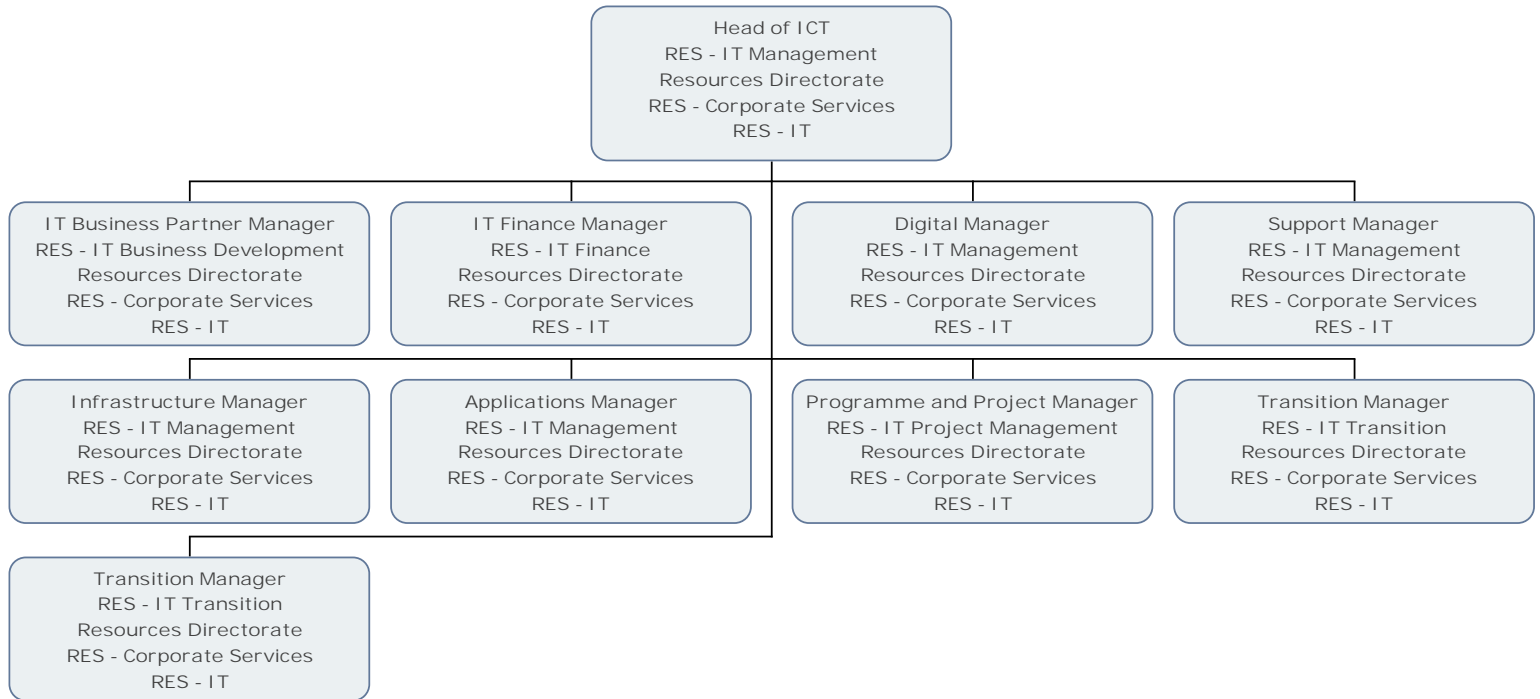 Head of ICT
RES - IT Management
Resources Directorate
RES - Corporate Services
RES - IT
IT Business Partner Manager
RES - IT Business Development
Resources Directorate
RES - Corporate Services
RES - IT
IT Finance Manager
RES - IT Finance
Resources Directorate
RES - Corporate Services
RES - IT
Digital Manager
RES - IT Management
Resources Directorate
RES - Corporate Services
RES - IT
Support Manager
RES - IT Management
Resources Directorate
RES - Corporate Services
RES - IT
Infrastructure Manager
RES - IT Management
Resources Directorate
RES - Corporate Services
RES - IT
Applications Manager
RES - IT Management
Resources Directorate
RES - Corporate Services
RES - IT
Programme and Project Manager
RES - IT Project Management
Resources Directorate
RES - Corporate Services
RES - IT
Transition Manager
RES - IT Transition
Resources Directorate
RES - Corporate Services
RES - IT
Transition Manager
RES - IT Transition
Resources Directorate
RES - Corporate Services
RES - IT